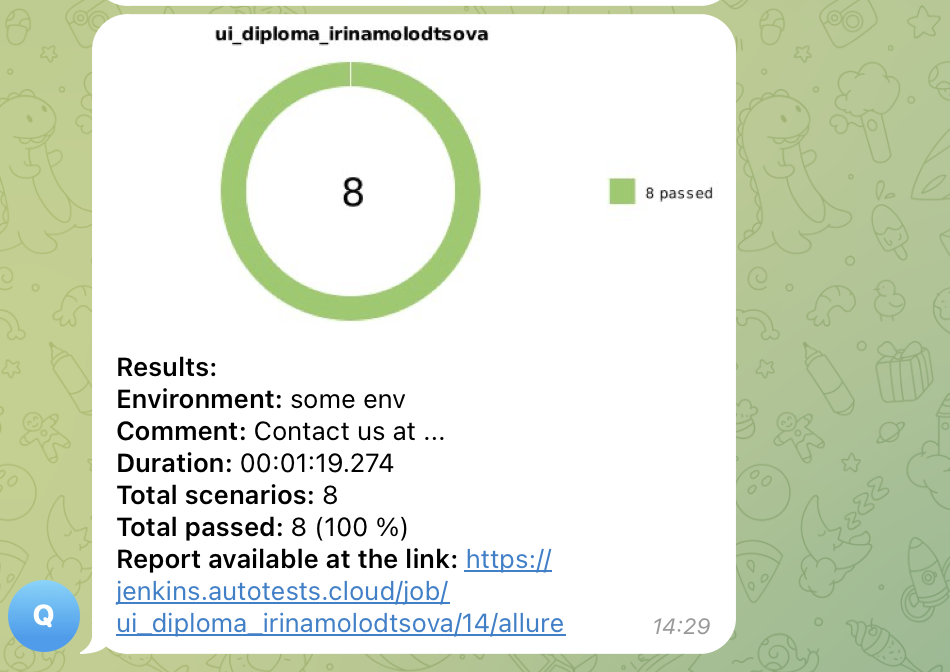 ui_diploma_irinamolodtsova
8
8 passed
Results:
Environment: some env
Comment: Contact us at ...
Duration: 00:01:19.274
Total scenarios: 8
Total passed: 8 (100 %)
Report available at the link: https://
jenkins.autotests.cloud/job/
ui_diploma_irinamolodtsova/14/allure
14:29
Q